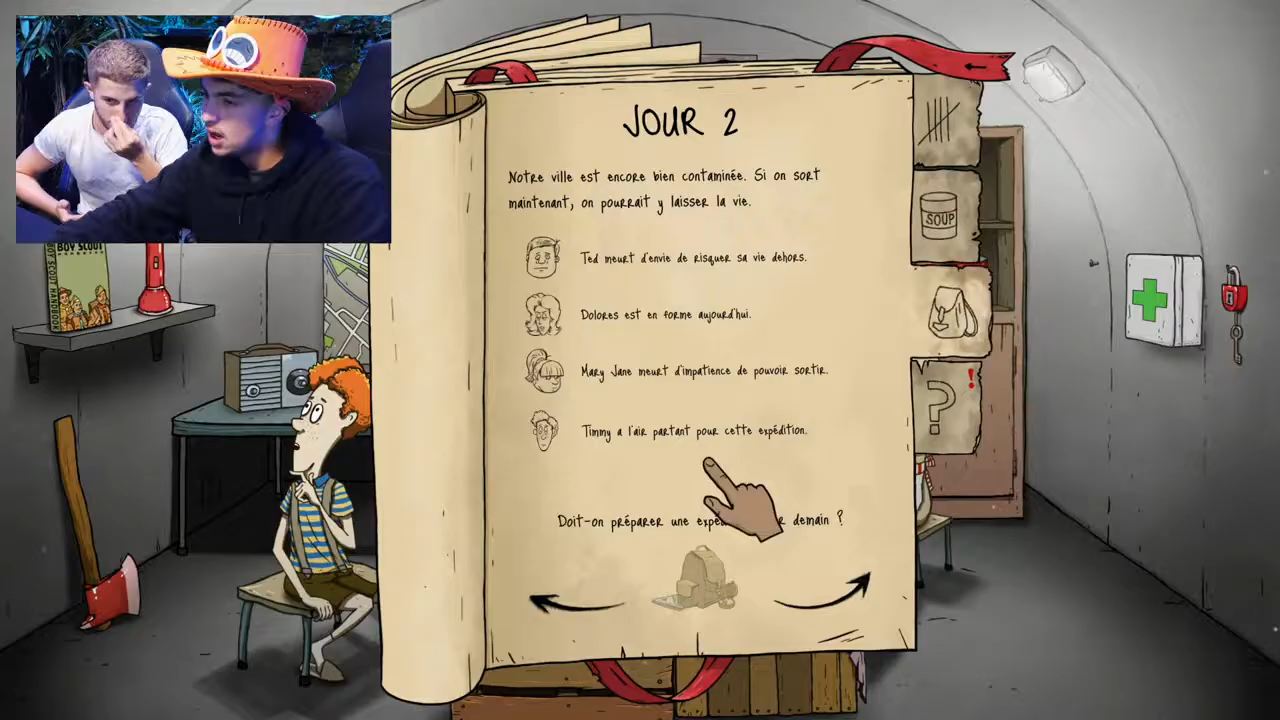 JOUR 2
Notre ville est encore bien contaminée. Si on sort
maintenant, on pourrait y laisser la vie.
Ted meurt d'envie de risquer sa vie dehors.
Dolores est en forme aujourd'hui.
Mary Jane meurt d'impatience de pouvoir sortir.
Timmy a l'air partant pour cette expédition.
Doit-on préparer une demain ?
SOUP
?
!
BOY SCOUT
BOY SCOUT HANDBOOK